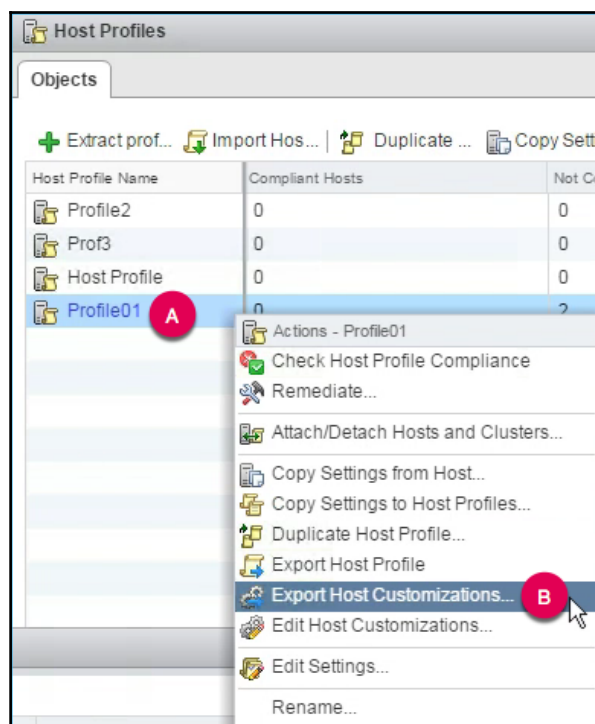 Host Profiles
Objects
Extract prof... Import Hos... Duplicate ... Copy Sett
Host Profile Name Compliant Hosts Not Co
Profile2 0 0
Prof3 0 0
Host Profile 0 0
Profile01 A 0 2
Actions - Profile01
Check Host Profile Compliance
Remediate...
Attach/Detach Hosts and Clusters...
Copy Settings from Host...
Copy Settings to Host Profiles...
Duplicate Host Profile...
Export Host Profile
Export Host Customizations... B
Edit Host Customizations...
Edit Settings...
Rename...